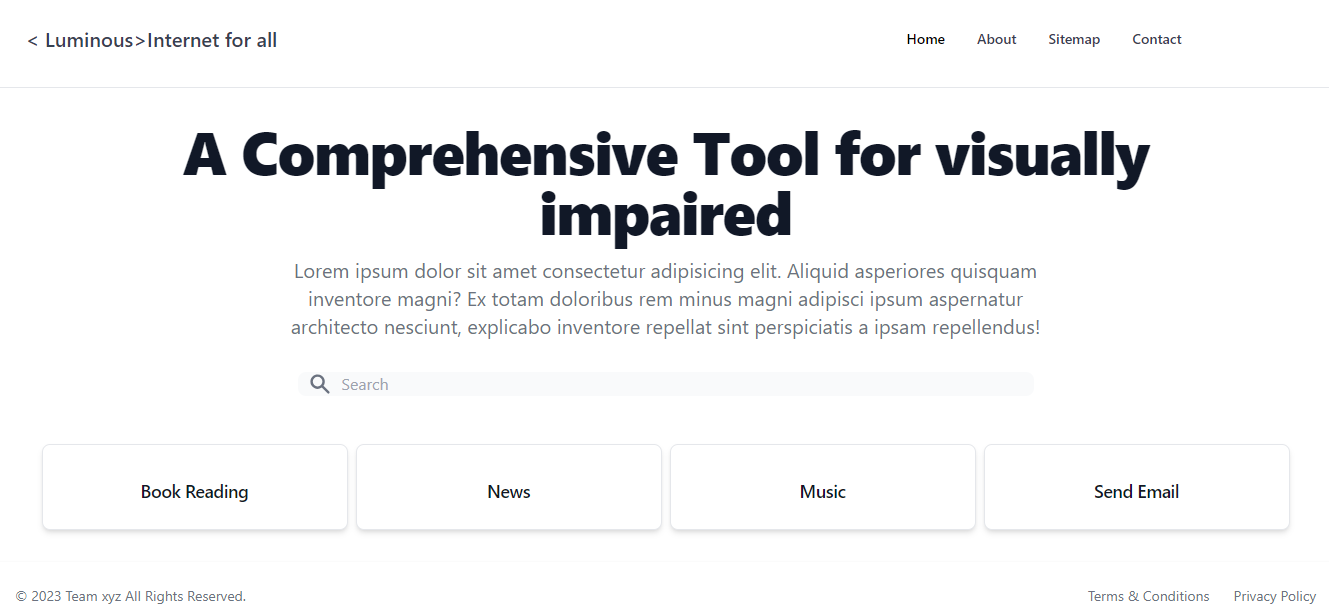 < Luminous>Internet for all
Home About Sitemap Contact
A Comprehensive Tool for visually
impaired
Lorem ipsum dolor sit amet consectetur adipisicing elit. Aliquid asperiores quisquam
inventore magni? Ex totam doloribus rem minus magni adipisci ipsum aspernatur
architecto nesciunt, explicabo inventore repellat sint perspiciatis a ipsam repellendus!
Search
Book Reading News Music Send Email
© 2023 Team xyz All Rights Reserved. Terms & Conditions Privacy Policy